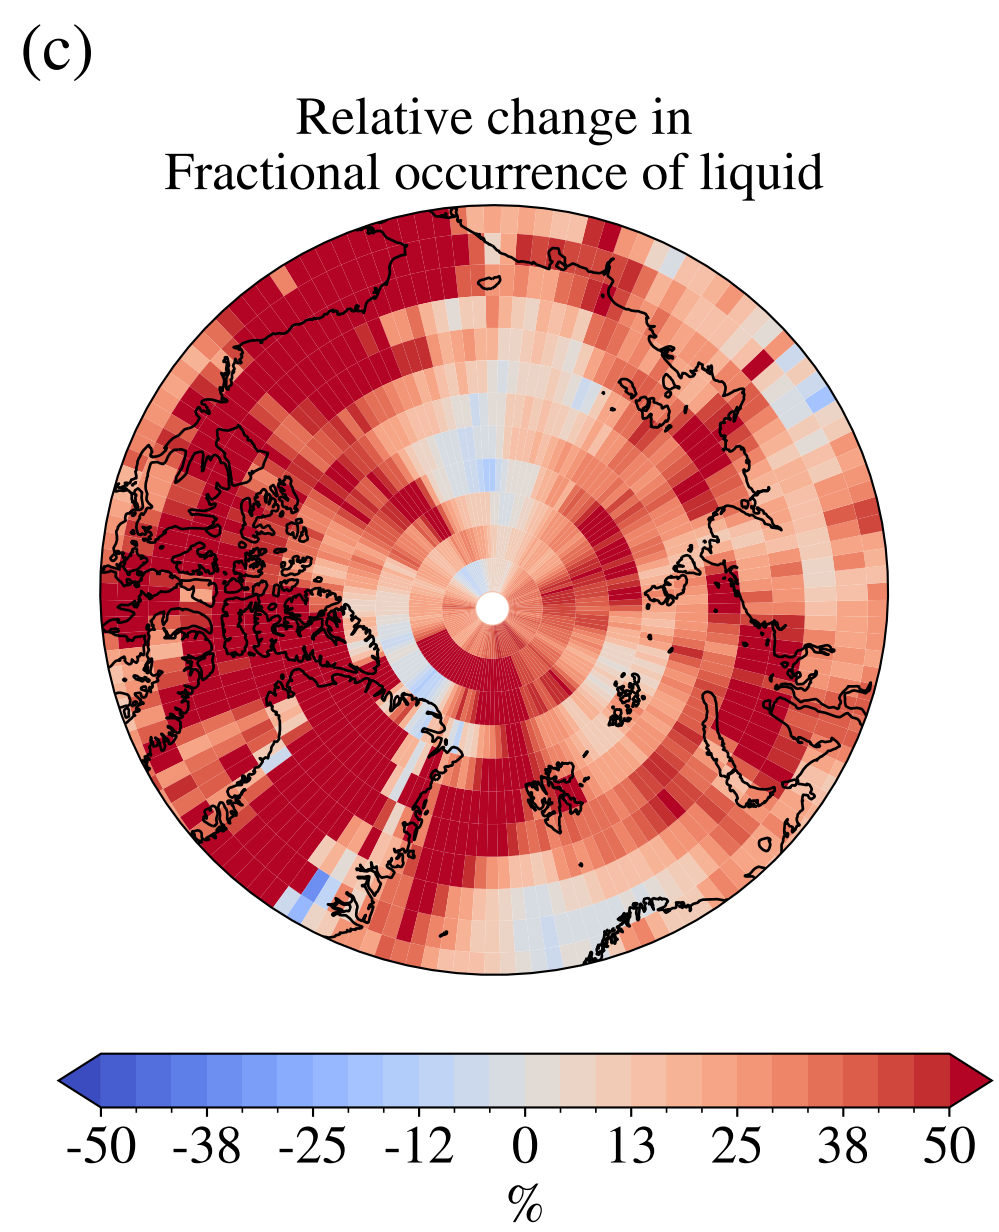 (c)
Relative change in
Fractional occurrence of liquid
-50 -38 -25 -12 0 13 25 38 50
%